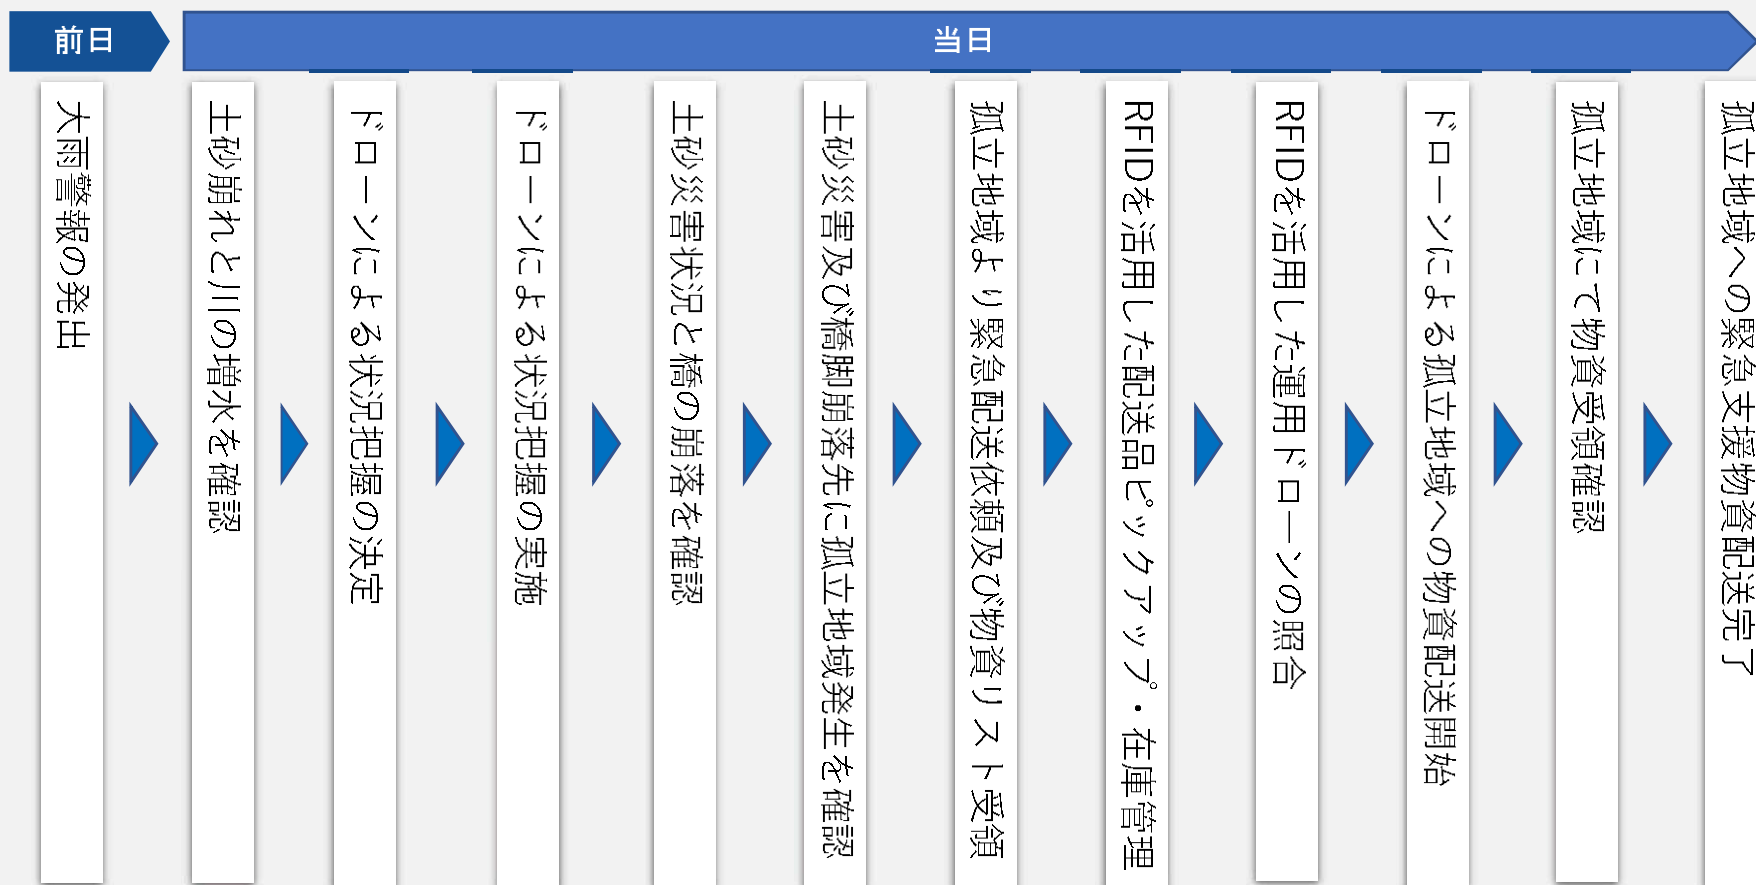 前日
当日
大雨警報の発出
土砂崩れと川の増水を確認
ドローンによる状況把握の決定
ドローンによる状況把握の実施
土砂災害状況と橋の崩落を確認
土砂災害及び橋脚崩落先に孤立地域発生を確認
孤立地域より緊急配送依頼及び物資リスト受領
RFIDを活用した配送品ピックアップ・在庫管理
RFIDを活用した運用ドローンの照合
ドローンによる孤立地域への物資配送開始
孤立地域にて物資受領確認
孤立地域への緊急支援物資配送完了